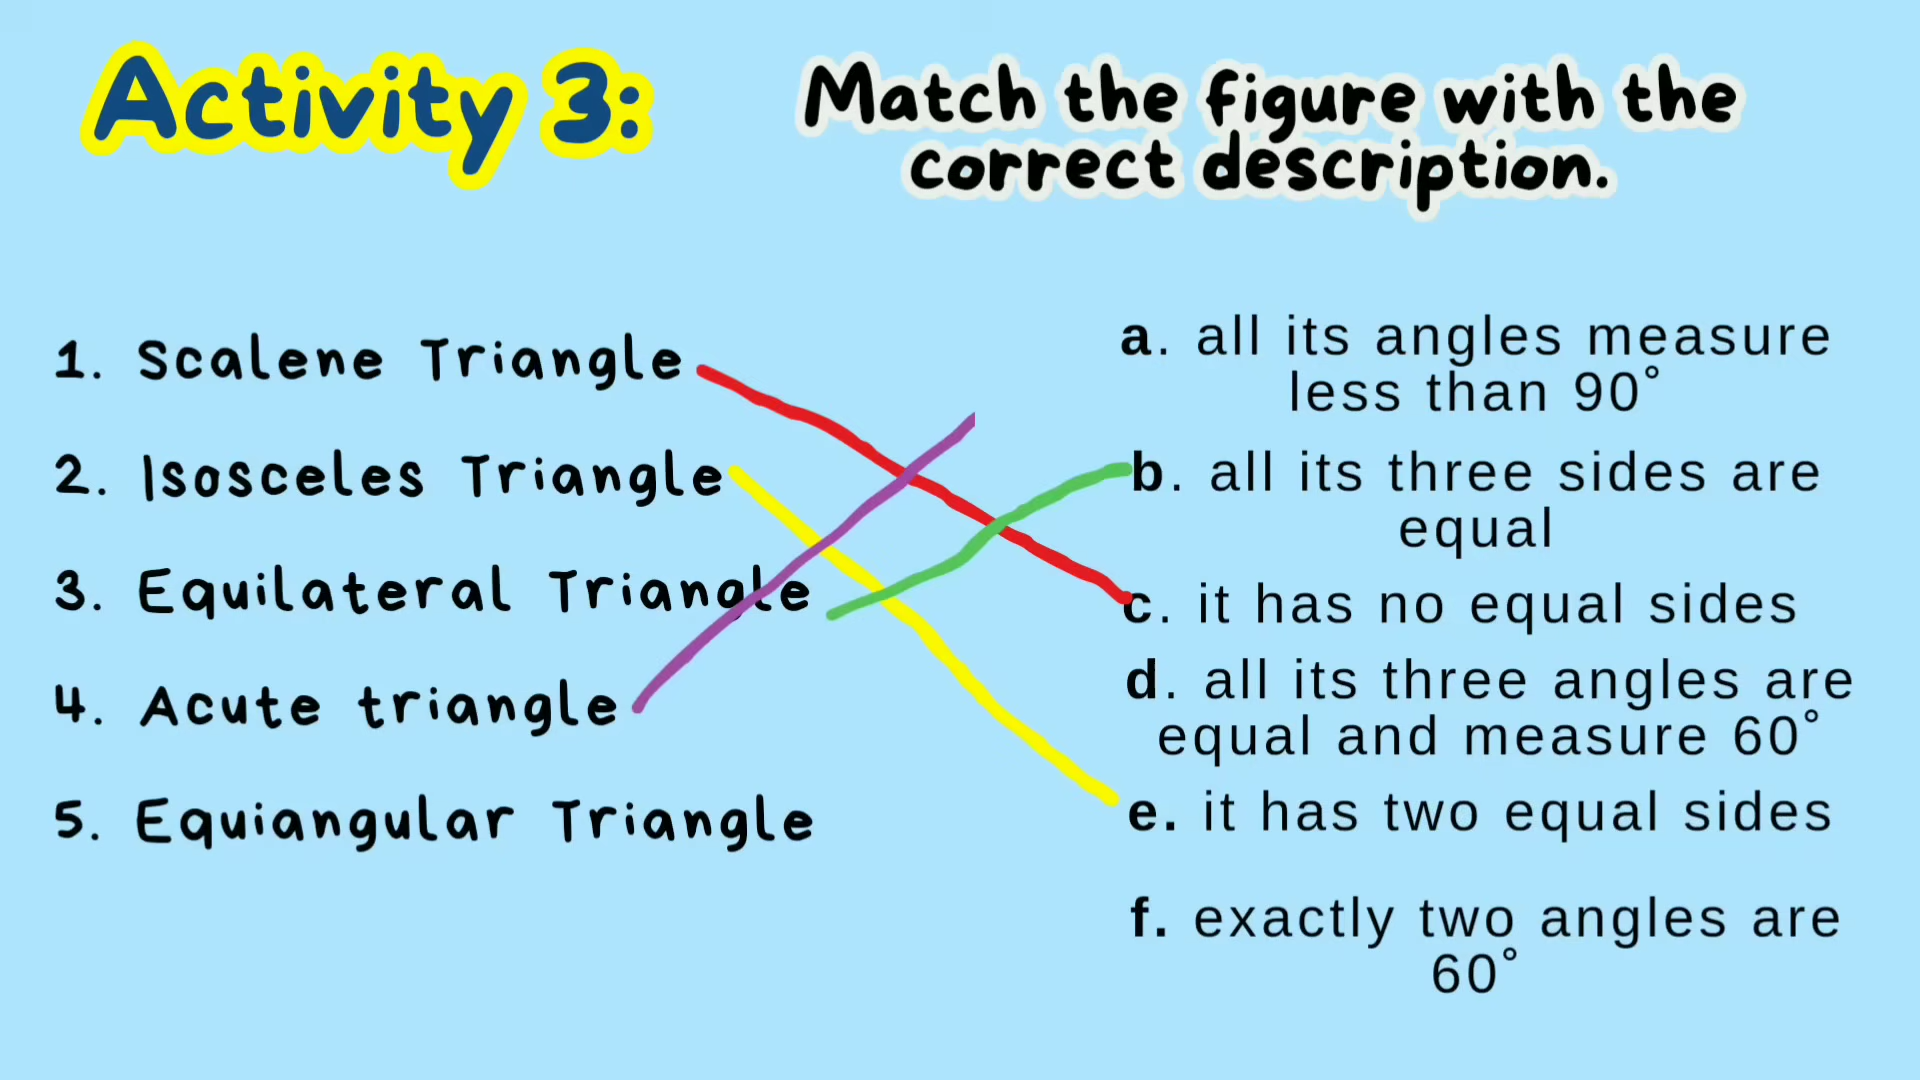 Activity 3:
Match the figure with the
correct description.
1. Scalene Triangle
2. Isosceles Triangle
3. Equilateral Triangle
4. Acute triangle
5. Equiangular Triangle
a. all its angles measure
less than 90°
b. all its three sides are
equal
c. it has no equal sides
d. all its three angles are
equal and measure 60°
e. it has two equal sides
f. exactly two angles are
60°